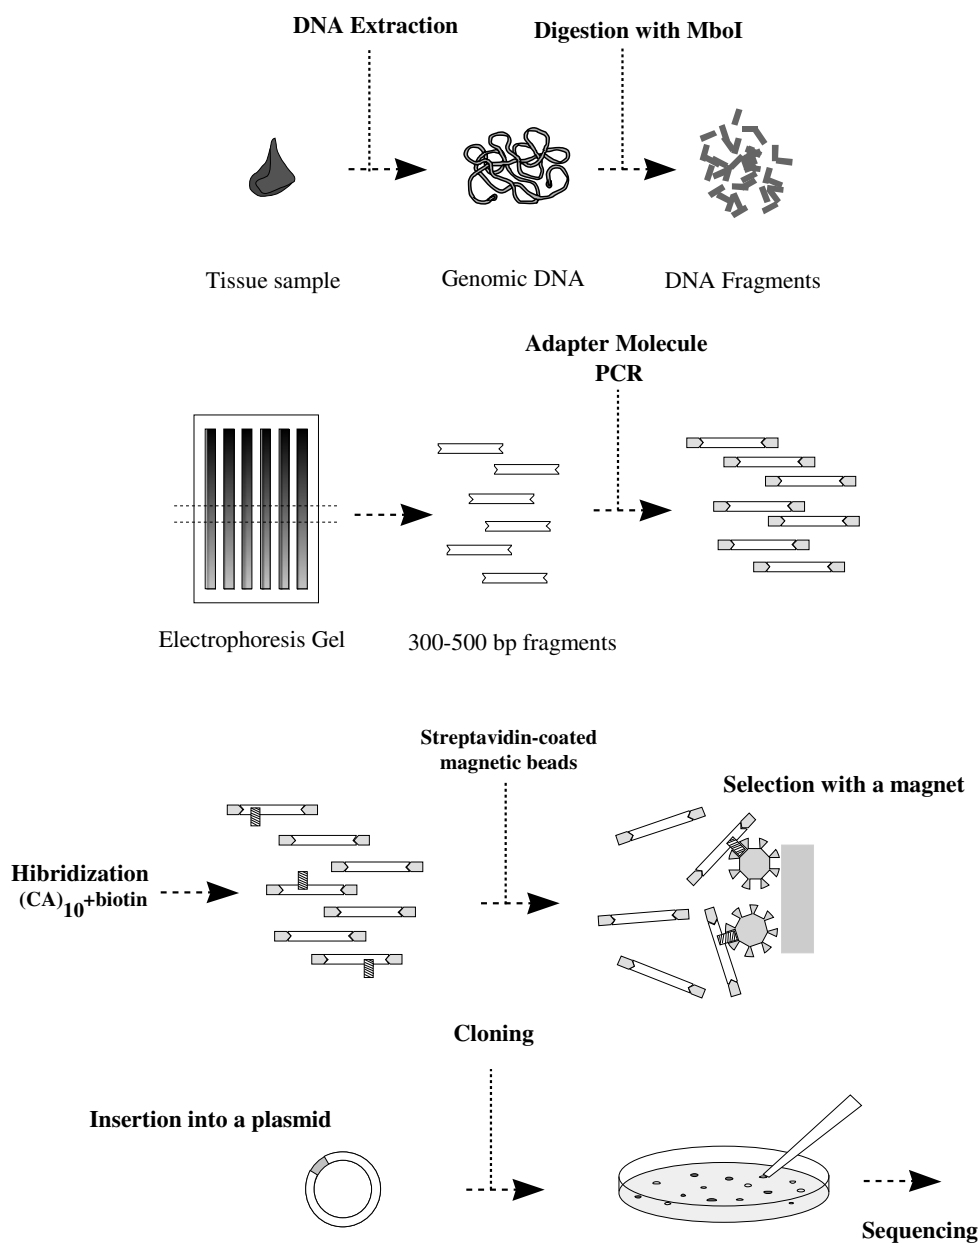 DNA Extraction
Digestion with MboI
Tissue sample
Genomic DNA
DNA Fragments
Adapter Molecule
PCR
Electrophoresis Gel
300-500 bp fragments
Streptavidin-coated
magnetic beads
Selection with a magnet
Hibridization
(CA)10+biotin
Cloning
Insertion into a plasmid
Sequencing